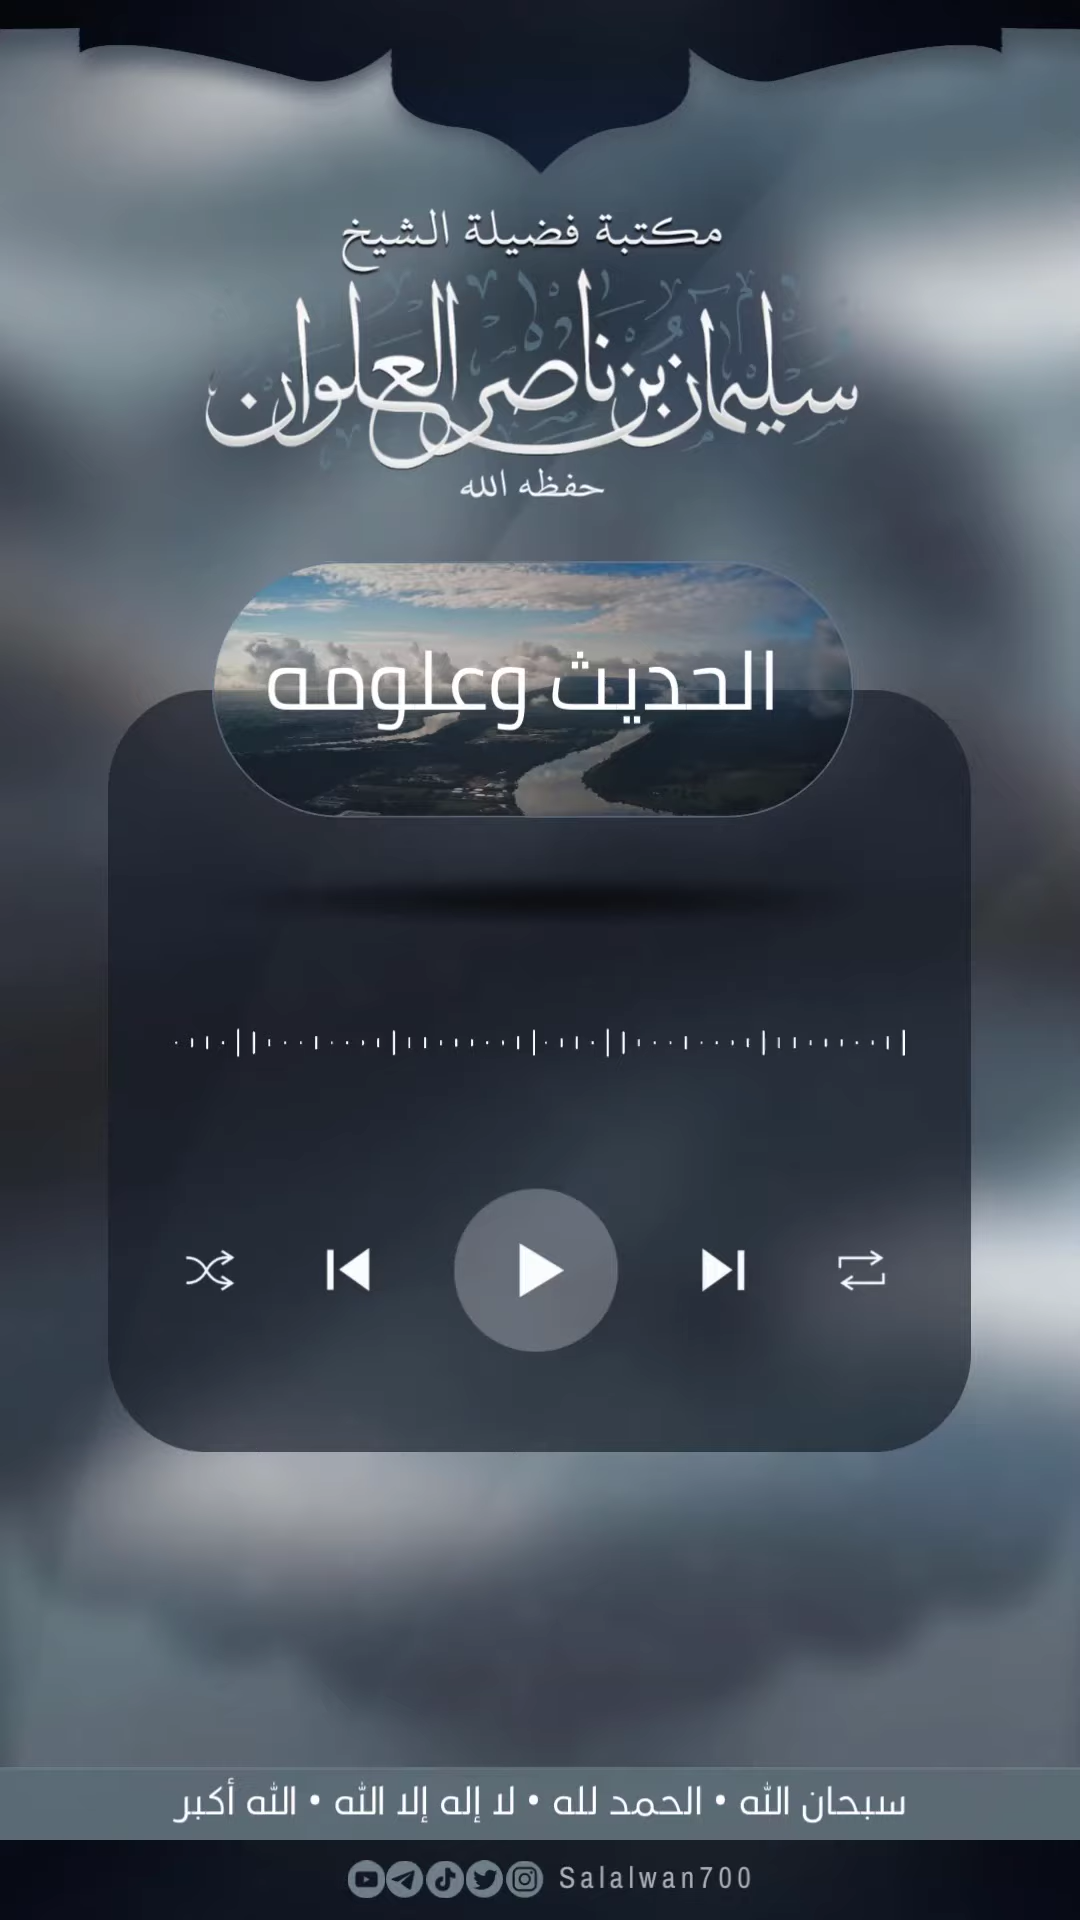 مكتبة فضيلة الشيخ
سليمان بن ناصر العلوان
حفظه الله
الحديث وعلومه
سبحان الله • الحمد لله • لا إله إلا الله • الله أكبر
Salalwan700